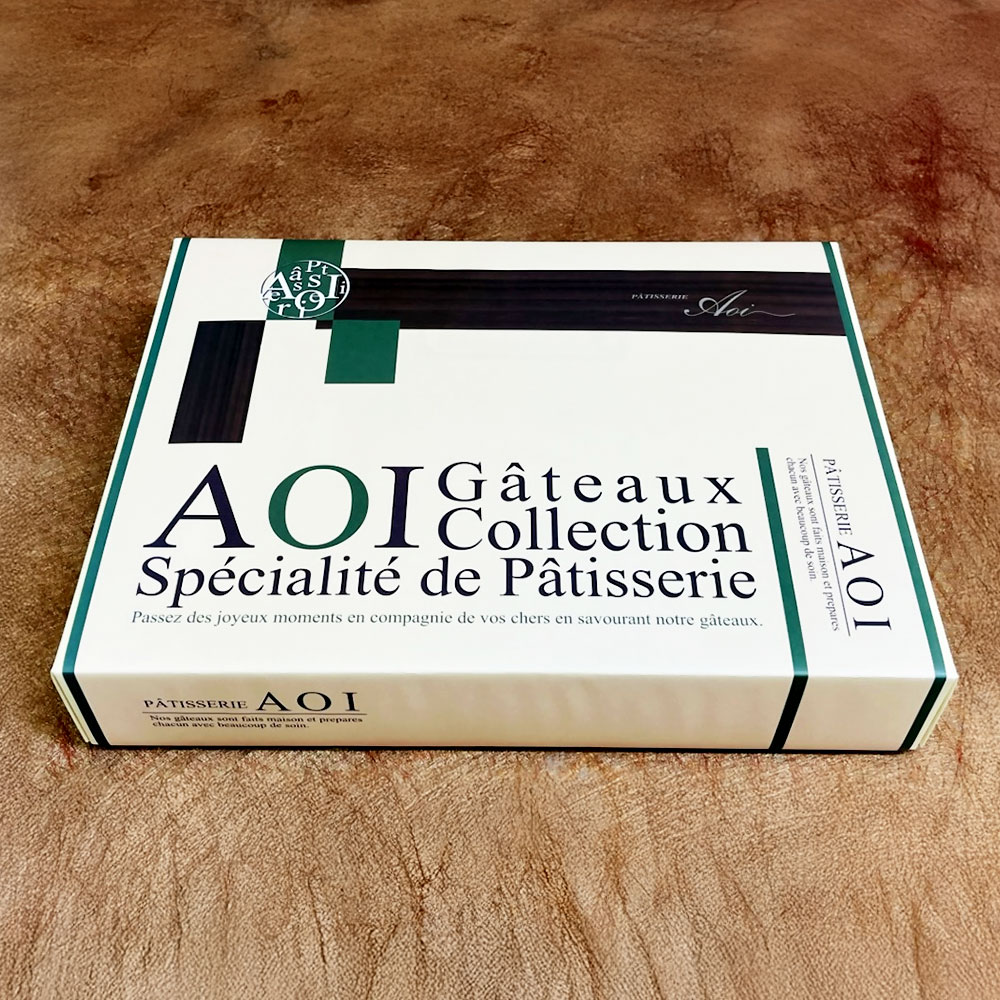 PÂTISSERIE Aoi
AOI Gâteaux
Collection
Spécialité de Pâtisserie
Passez des joyeux moments en compagnie de vos chers en savourant notre gâteaux.
PÂTISSERIE AOI
Nos gâteaux sont faits maison et prepares
chacun avec beaucoup de soin.
PÂTISSERIE AOI
Nos gâteaux sont faits maison et prepares
chacun avec beaucoup de soin.